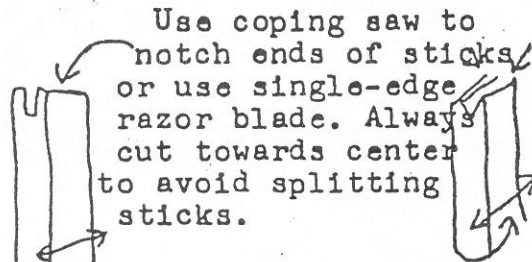 Use coping saw to
notch ends of sticks
or use single-edge
razor blade. Always
cut towards center
to avoid splitting
sticks.